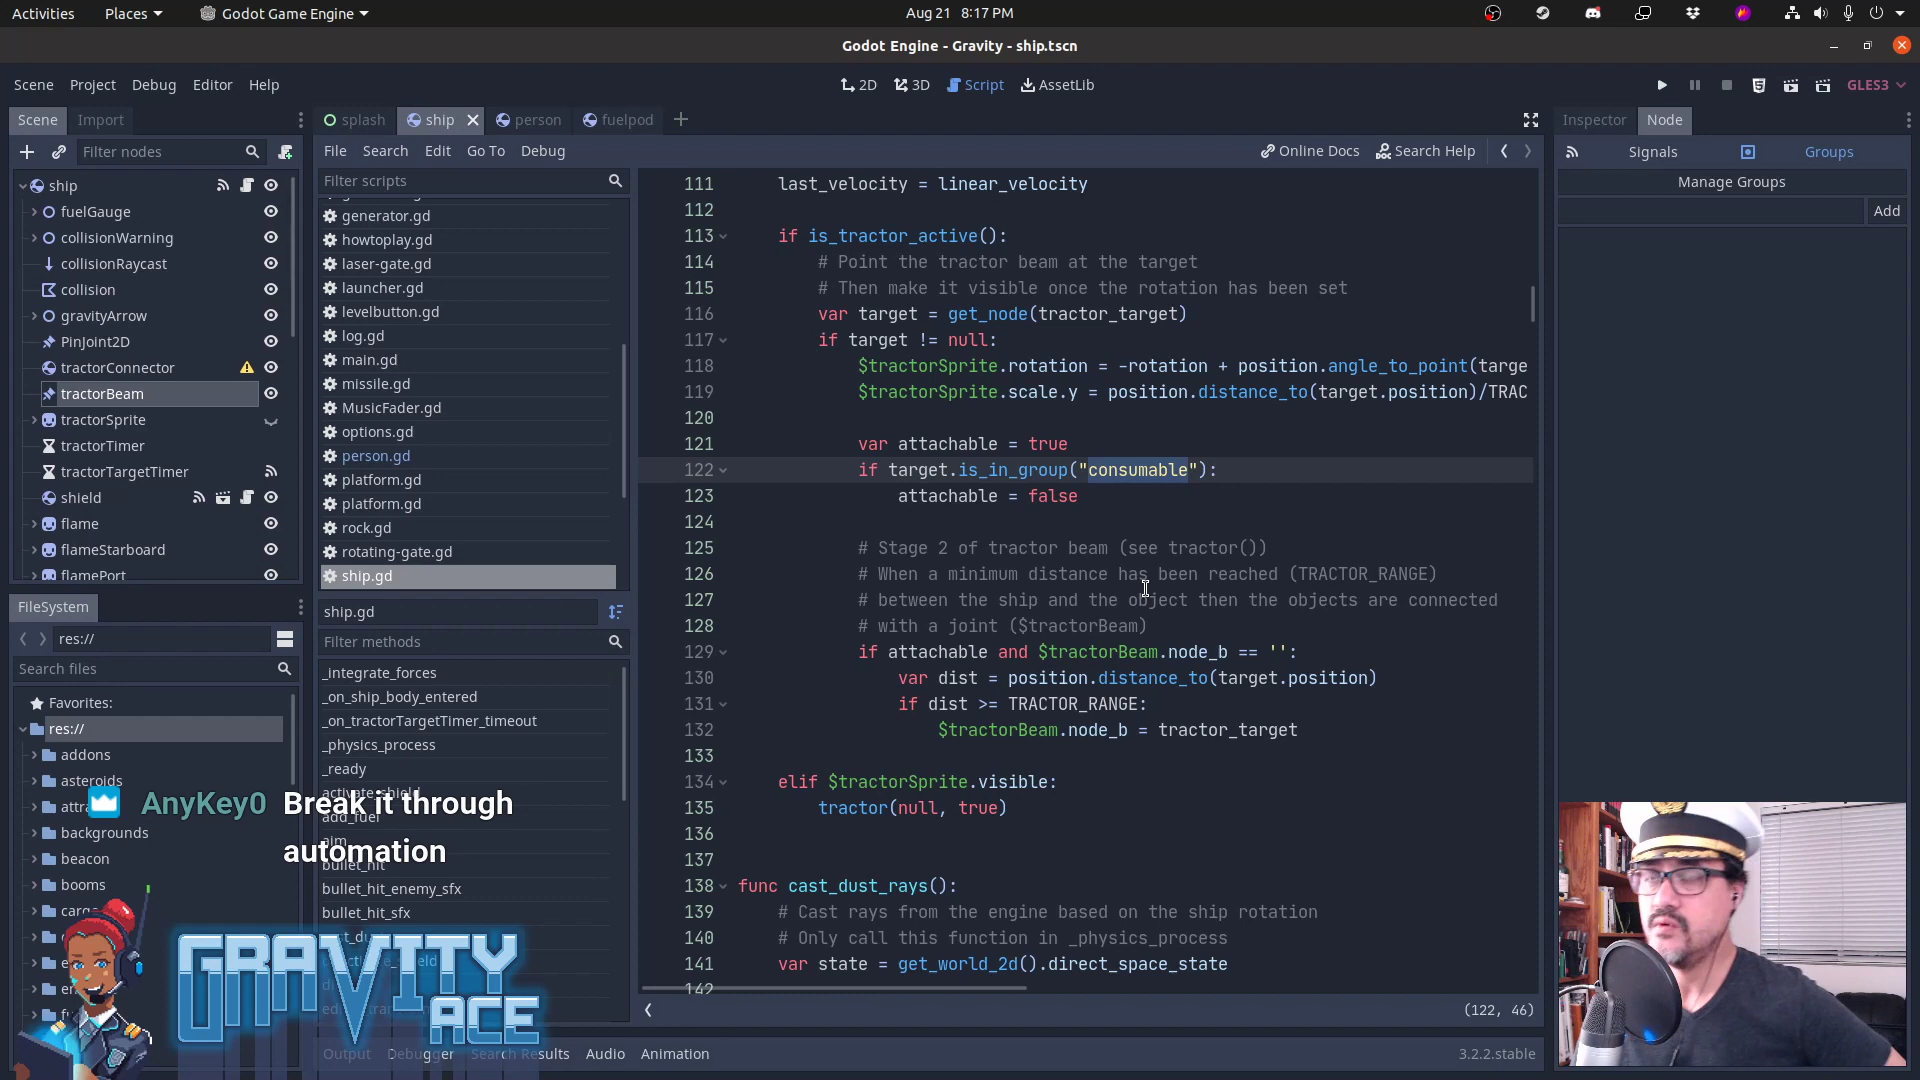 Activities
Places
Godot Game Engine
Aug 21 8:17 PM
Godot Engine - Gravity - ship.tscn
Scene Project Debug Editor Help
2D 3D Script AssetLib
GLES3
Scene Import
splash ship person fuelpod
Inspector Node
Filter nodes
File Search Edit Go To Debug
Online Docs Search Help
Signals Groups
Manage Groups
Add
ship
fuelGauge
collisionWarning
collisionRaycast
collision
gravityArrow
PinJoint2D
tractorConnector
tractorBeam
tractorSprite
tractorTimer
tractorTargetTimer
shield
flame
flameStarboard
flamePort
FileSystem
res://
Search files
Favorites:
res://
addons
asteroids
backgrounds
beacon
booms
Filter scripts
generator.gd
howtoplay.gd
laser-gate.gd
launcher.gd
levelbutton.gd
log.gd
main.gd
missile.gd
MusicFader.gd
options.gd
person.gd
platform.gd
platform.gd
rock.gd
rotating-gate.gd
ship.gd
ship.gd
Filter methods
_integrate_forces
_on_ship_body_entered
_on_tractorTargetTimer_timeout
_physics_process
_ready
activate_shield
add_fuel
aim
bullet_hit
bullet_hit_enemy_sfx
bullet_hit_sfx
111 last_velocity = linear_velocity
112
113 if is_tractor_active():
114 # Point the tractor beam at the target
115 # Then make it visible once the rotation has been set
116 var target = get_node(tractor_target)
117 if target != null:
118 $tractorSprite.rotation = -rotation + position.angle_to_point(targe
119 $tractorSprite.scale.y = position.distance_to(target.position)/TRAC
120
121 var attachable = true
122 if target.is_in_group("consumable"):
123 attachable = false
124
125 # Stage 2 of tractor beam (see tractor())
126 # When a minimum distance has been reached (TRACTOR_RANGE)
127 # between the ship and the object then the objects are connected
128 # with a joint ($tractorBeam)
129 if attachable and $tractorBeam.node_b == '':
130 var dist = position.distance_to(target.position)
131 if dist >= TRACTOR_RANGE:
132 $tractorBeam.node_b = tractor_target
133
134 elif $tractorSprite.visible:
135 tractor(null, true)
136
137
138 func cast_dust_rays():
139 # Cast rays from the engine based on the ship rotation
140 # Only call this function in _physics_process
141 var state = get_world_2d().direct_space_state
142
(122, 46)
Output Debugger Search Results Audio Animation
3.2.2.stable
AnyKey0 Break it through
automation
GRAVITY
ACE